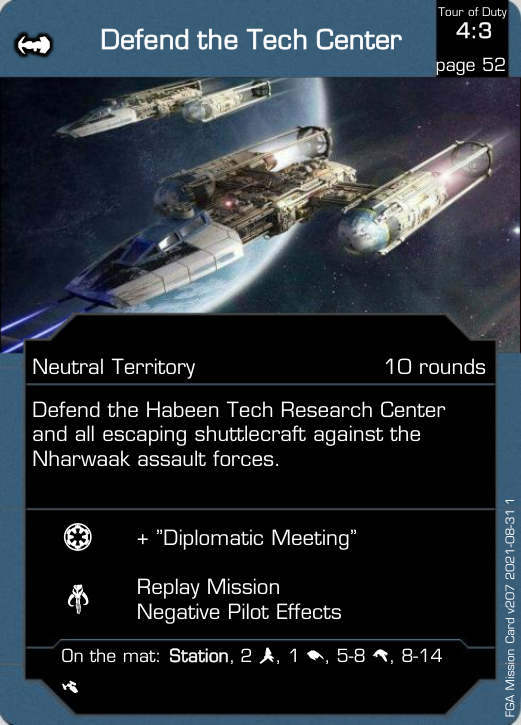 Defend the Tech Center
Tour of Duty
4:3
page 52
Neutral Territory
10 rounds
Defend the Habeen Tech Research Center
and all escaping shuttlecraft against the
Nharwaak assault forces.
+ "Diplomatic Meeting"
Replay Mission
Negative Pilot Effects
On the mat: Station, 2 , 1 , 5-8 , 8-14
FGA Mission Card v207 2021-08-31 1